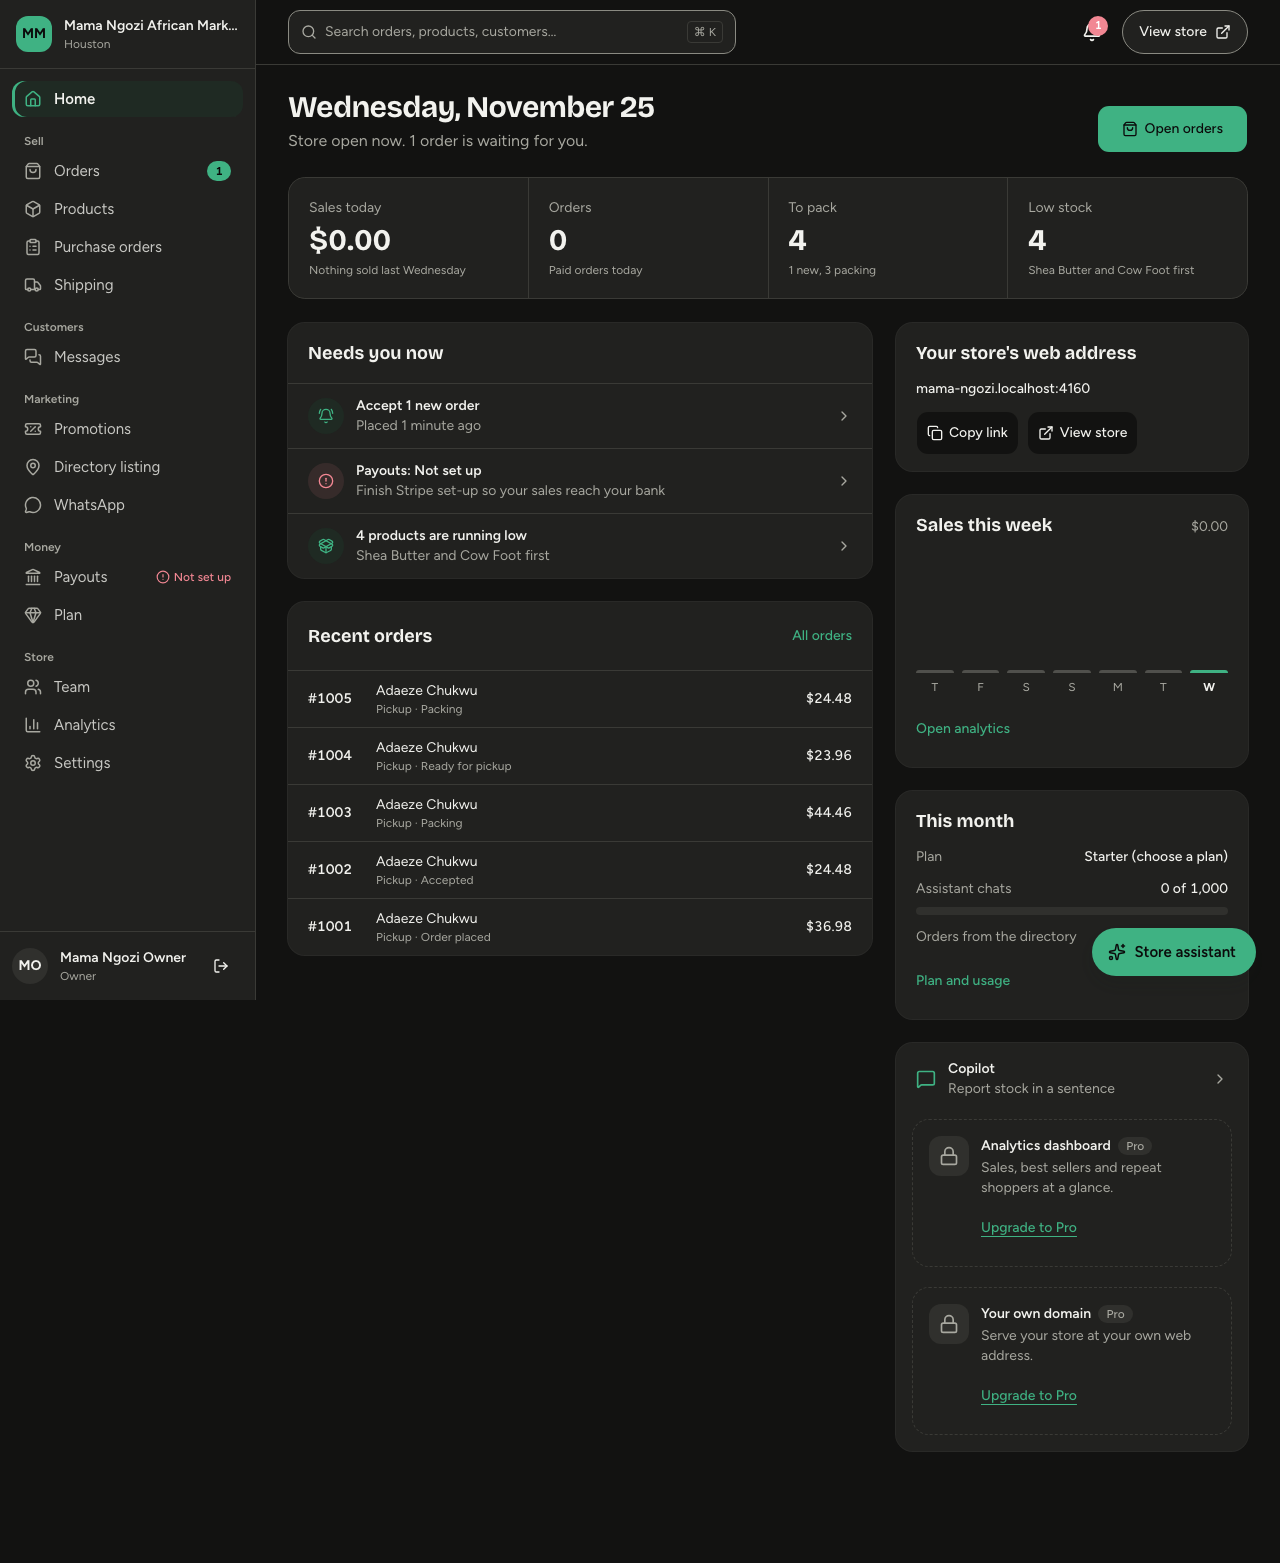 MM
Mama Ngozi African Mark...
Houston
Home
Sell
Orders
1
Products
Purchase orders
Shipping
Customers
Messages
Marketing
Promotions
Directory listing
WhatsApp
Money
Payouts
Not set up
Plan
Store
Team
Analytics
Settings
MO
Mama Ngozi Owner
Owner
Search orders, products, customers...
⌘ K
1
View store
Wednesday, November 25
Store open now. 1 order is waiting for you.
Open orders
Sales today
$0.00
Nothing sold last Wednesday
Orders
0
Paid orders today
To pack
4
1 new, 3 packing
Low stock
4
Shea Butter and Cow Foot first
Needs you now
Accept 1 new order
Placed 1 minute ago
Payouts: Not set up
Finish Stripe set-up so your sales reach your bank
4 products are running low
Shea Butter and Cow Foot first
Recent orders
All orders
#1005
Adaeze Chukwu
Pickup · Packing
$24.48
#1004
Adaeze Chukwu
Pickup · Ready for pickup
$23.96
#1003
Adaeze Chukwu
Pickup · Packing
$44.46
#1002
Adaeze Chukwu
Pickup · Accepted
$24.48
#1001
Adaeze Chukwu
Pickup · Order placed
$36.98
Your store's web address
mama-ngozi.localhost:4160
Copy link
View store
Sales this week
$0.00
T F S S M T W
Open analytics
This month
Plan
Starter (choose a plan)
Assistant chats
0 of 1,000
Orders from the directory
Store assistant
Plan and usage
Copilot
Report stock in a sentence
Analytics dashboard
Pro
Sales, best sellers and repeat
shoppers at a glance.
Upgrade to Pro
Your own domain
Pro
Serve your store at your own web
address.
Upgrade to Pro